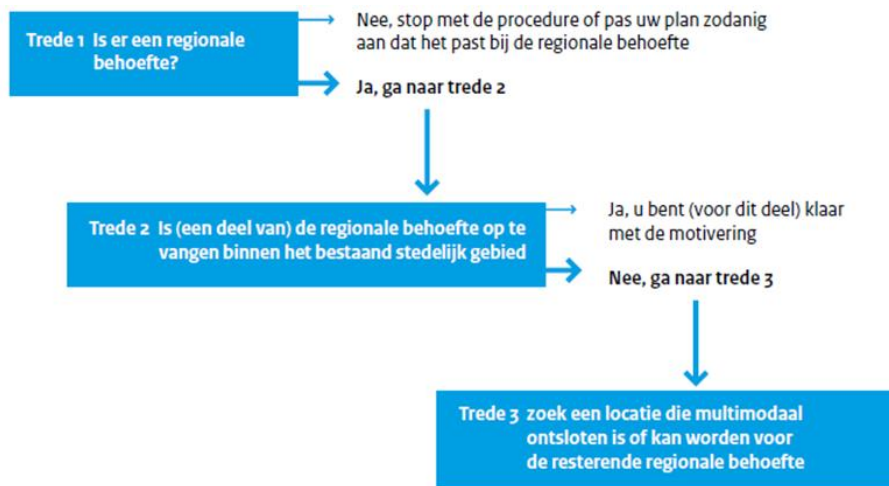 Trede 1 Is er een regionale
behoefte?
Nee, stop met de procedure of pas uw plan zodanig
aan dat het past bij de regionale behoefte
Ja, ga naar trede 2
Trede 2 Is (een deel van) de regionale behoefte op te
vangen binnen het bestaand stedelijk gebied
Ja, u bent (voor dit deel) klaar
met de motivering
Nee, ga naar trede 3
Trede 3 zoek een locatie die multimodaal
ontsloten is of kan worden voor
de resterende regionale behoefte